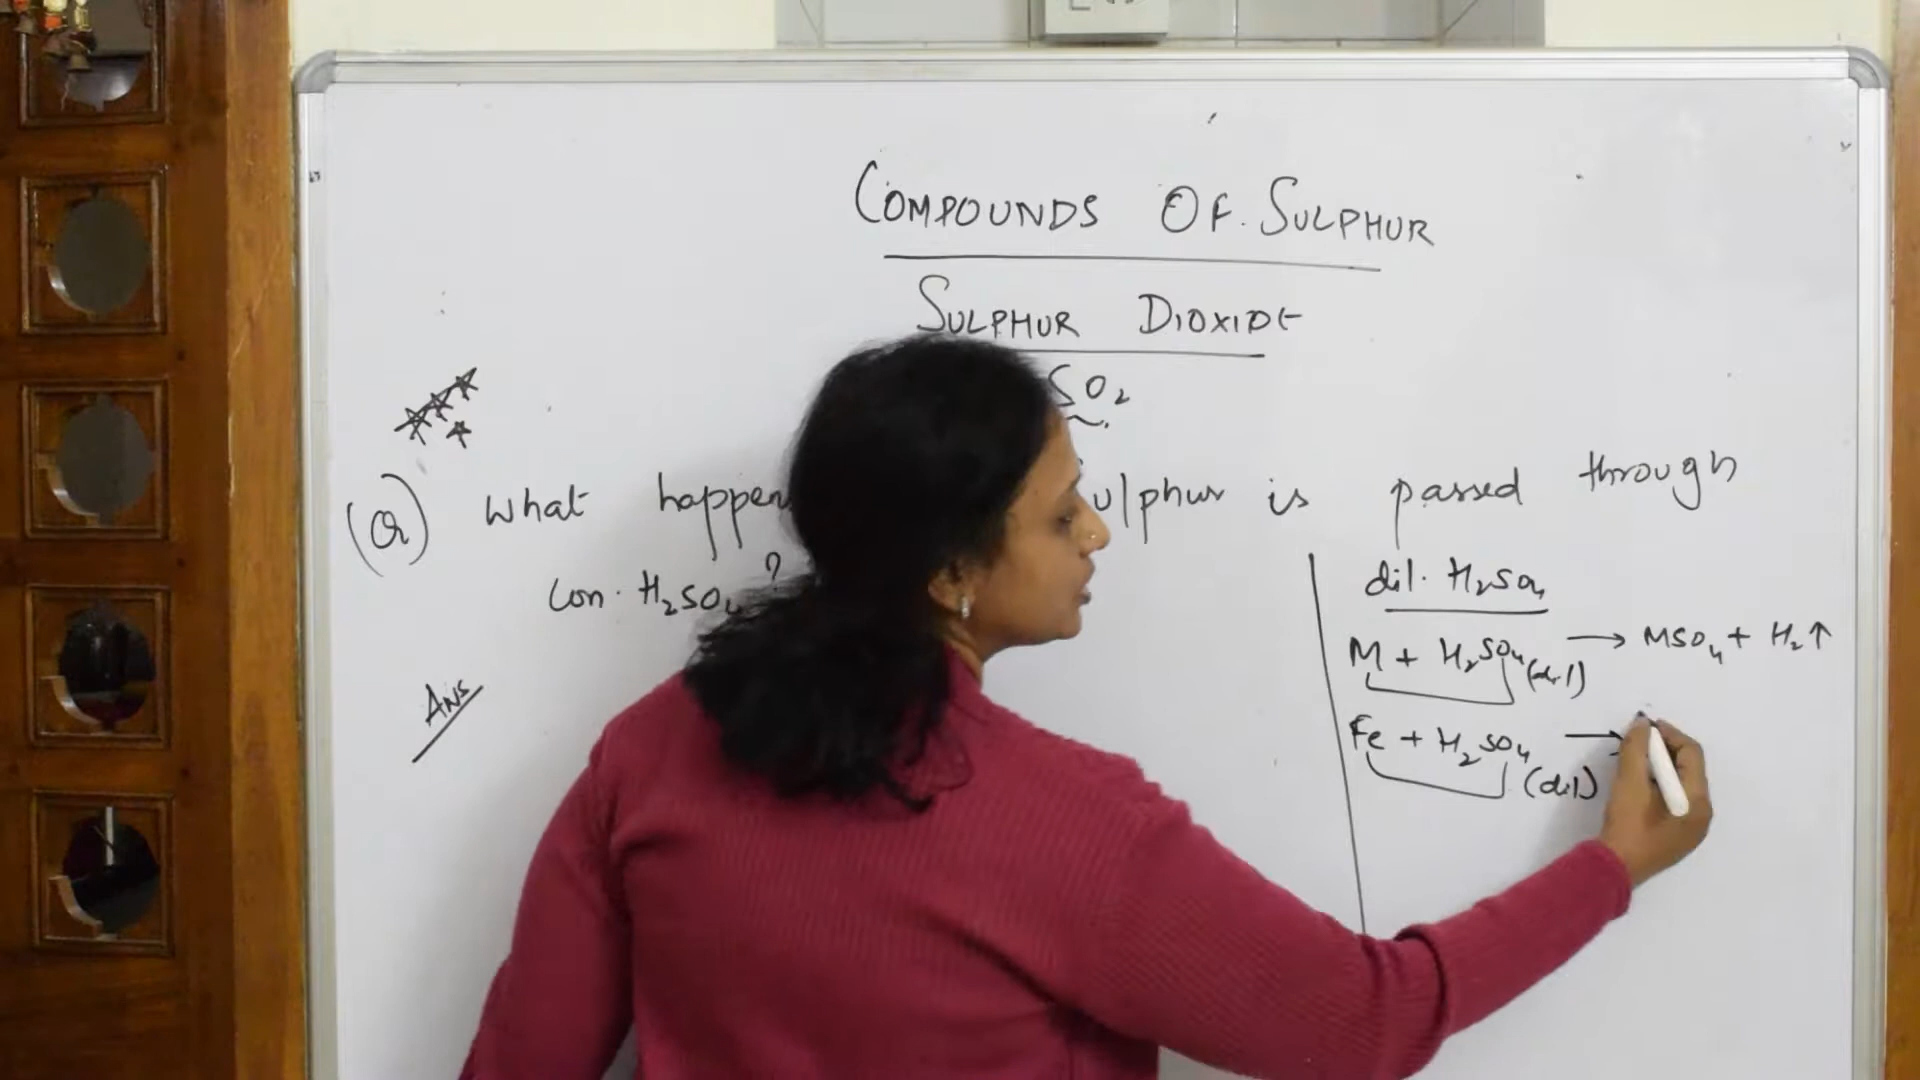 COMPOUNDS OF SULPHUR
SULPHUR DIOXIDE
SO₂
(Q) What happen ulphur is passed through
Con. H₂SO₄ ?
Ans
dil. H₂SO₄
M + H₂SO₄ (dil) → MSO₄ + H₂↑
Fe + H₂SO₄ (dil) →